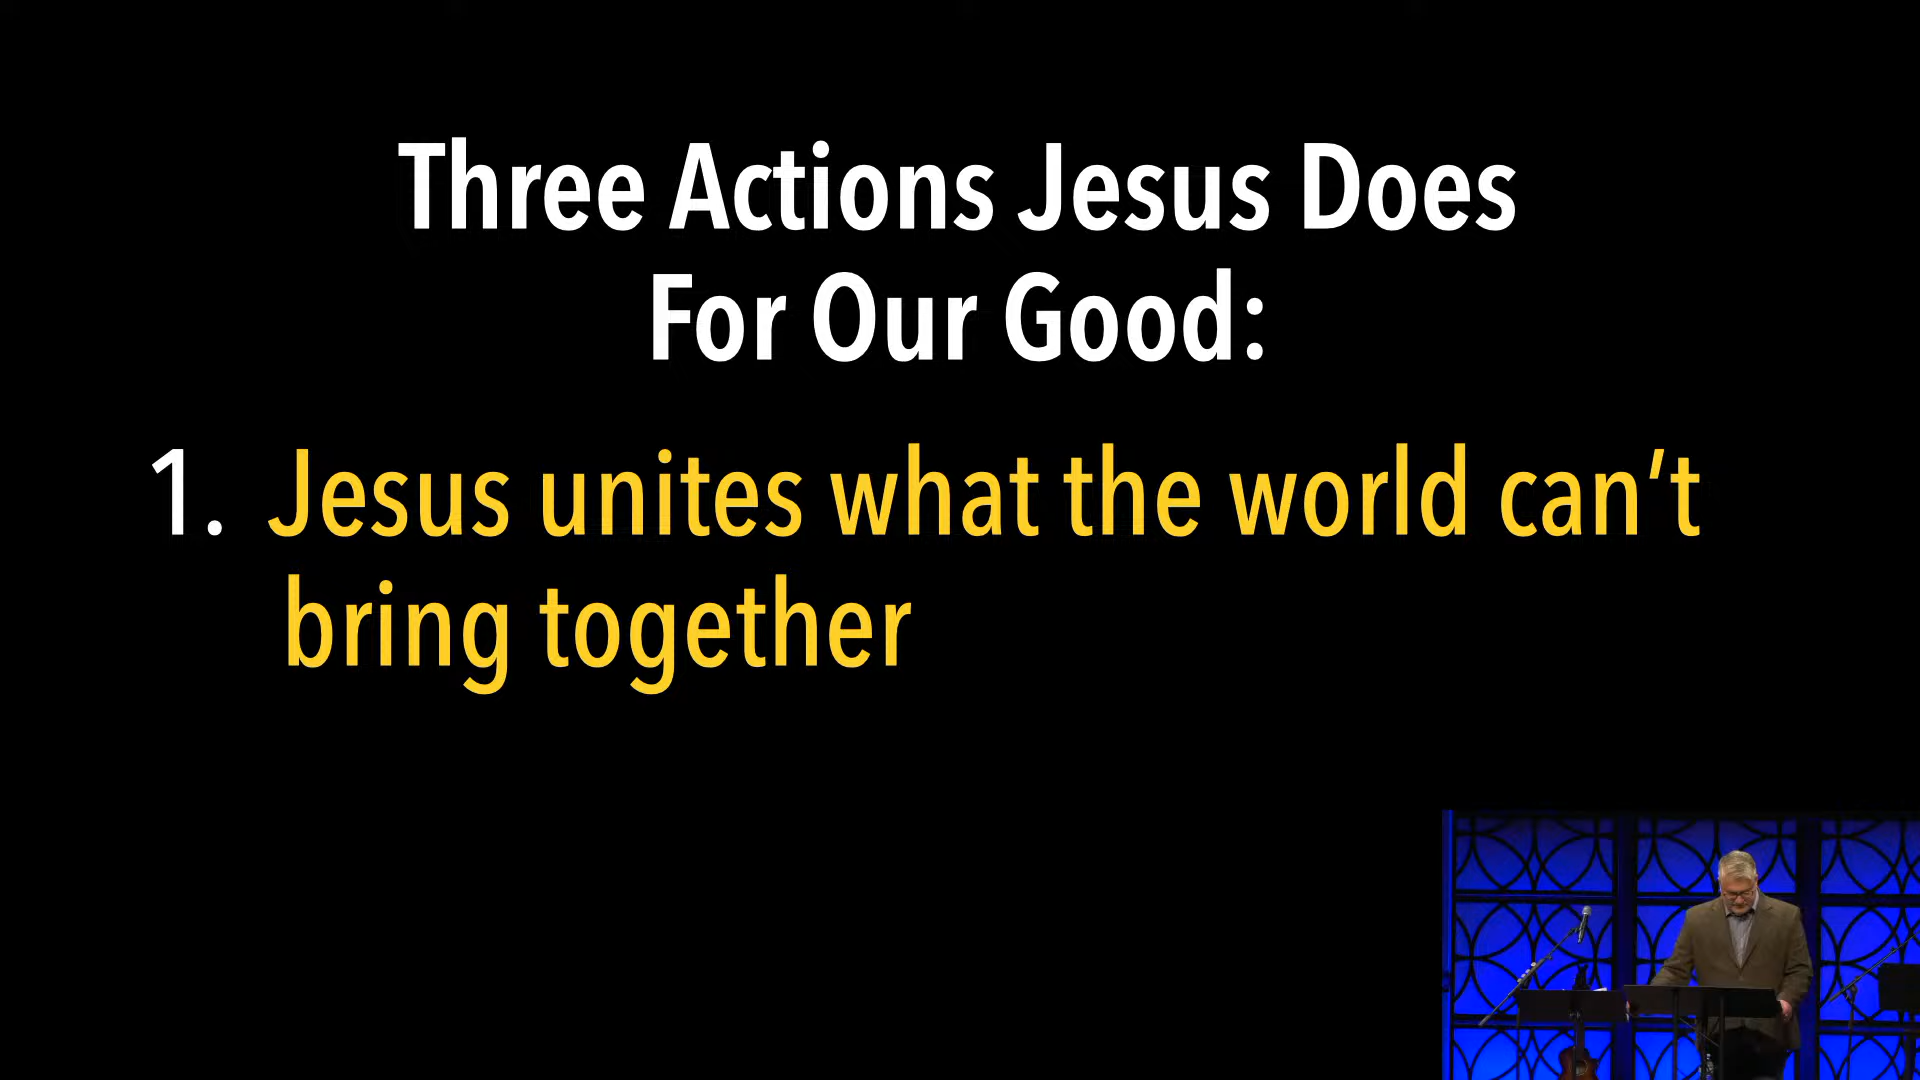 Three Actions Jesus Does
For Our Good:
1. Jesus unites what the world can’t
bring together